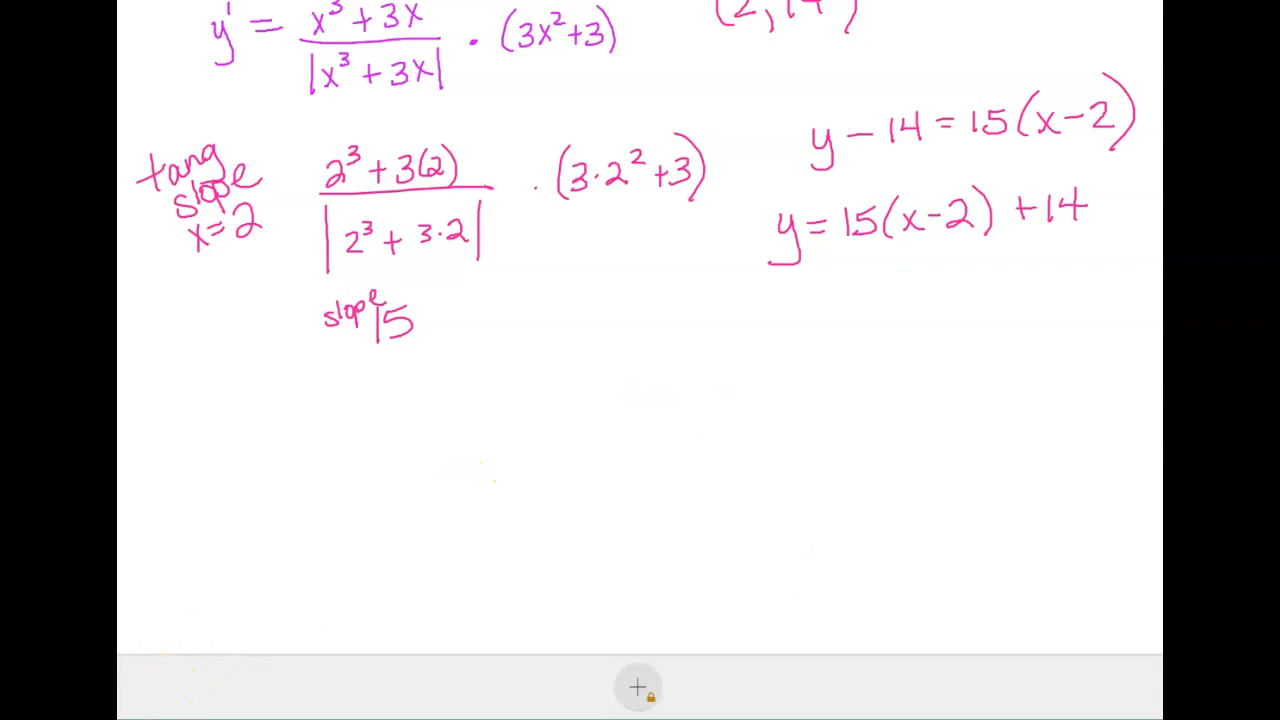 y' = x³ + 3x / |x³ + 3x| · (3x² + 3)
(2, 14)
tang slope x = 2
2³ + 3(2) / |2³ + 3·2| · (3·2² + 3)
slope 15
y − 14 = 15(x − 2)
y = 15(x − 2) + 14